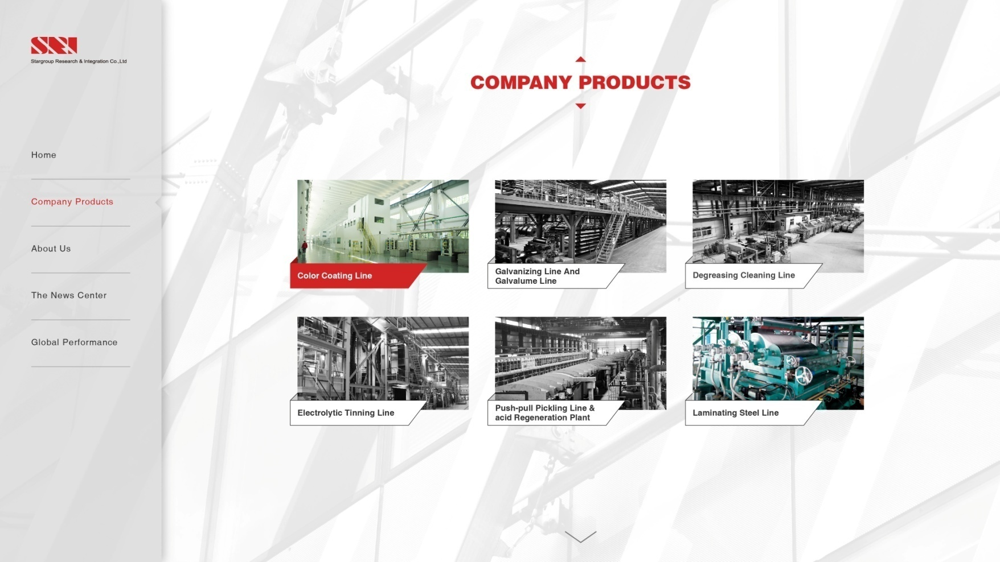 SRI
Stargroup Research & Integration Co.,Ltd
Home
Company Products
About Us
The News Center
Global Performance
COMPANY PRODUCTS
Color Coating Line
Galvanizing Line And
Galvalume Line
Degreasing Cleaning Line
Electrolytic Tinning Line
Push-pull Pickling Line &
acid Regeneration Plant
Laminating Steel Line